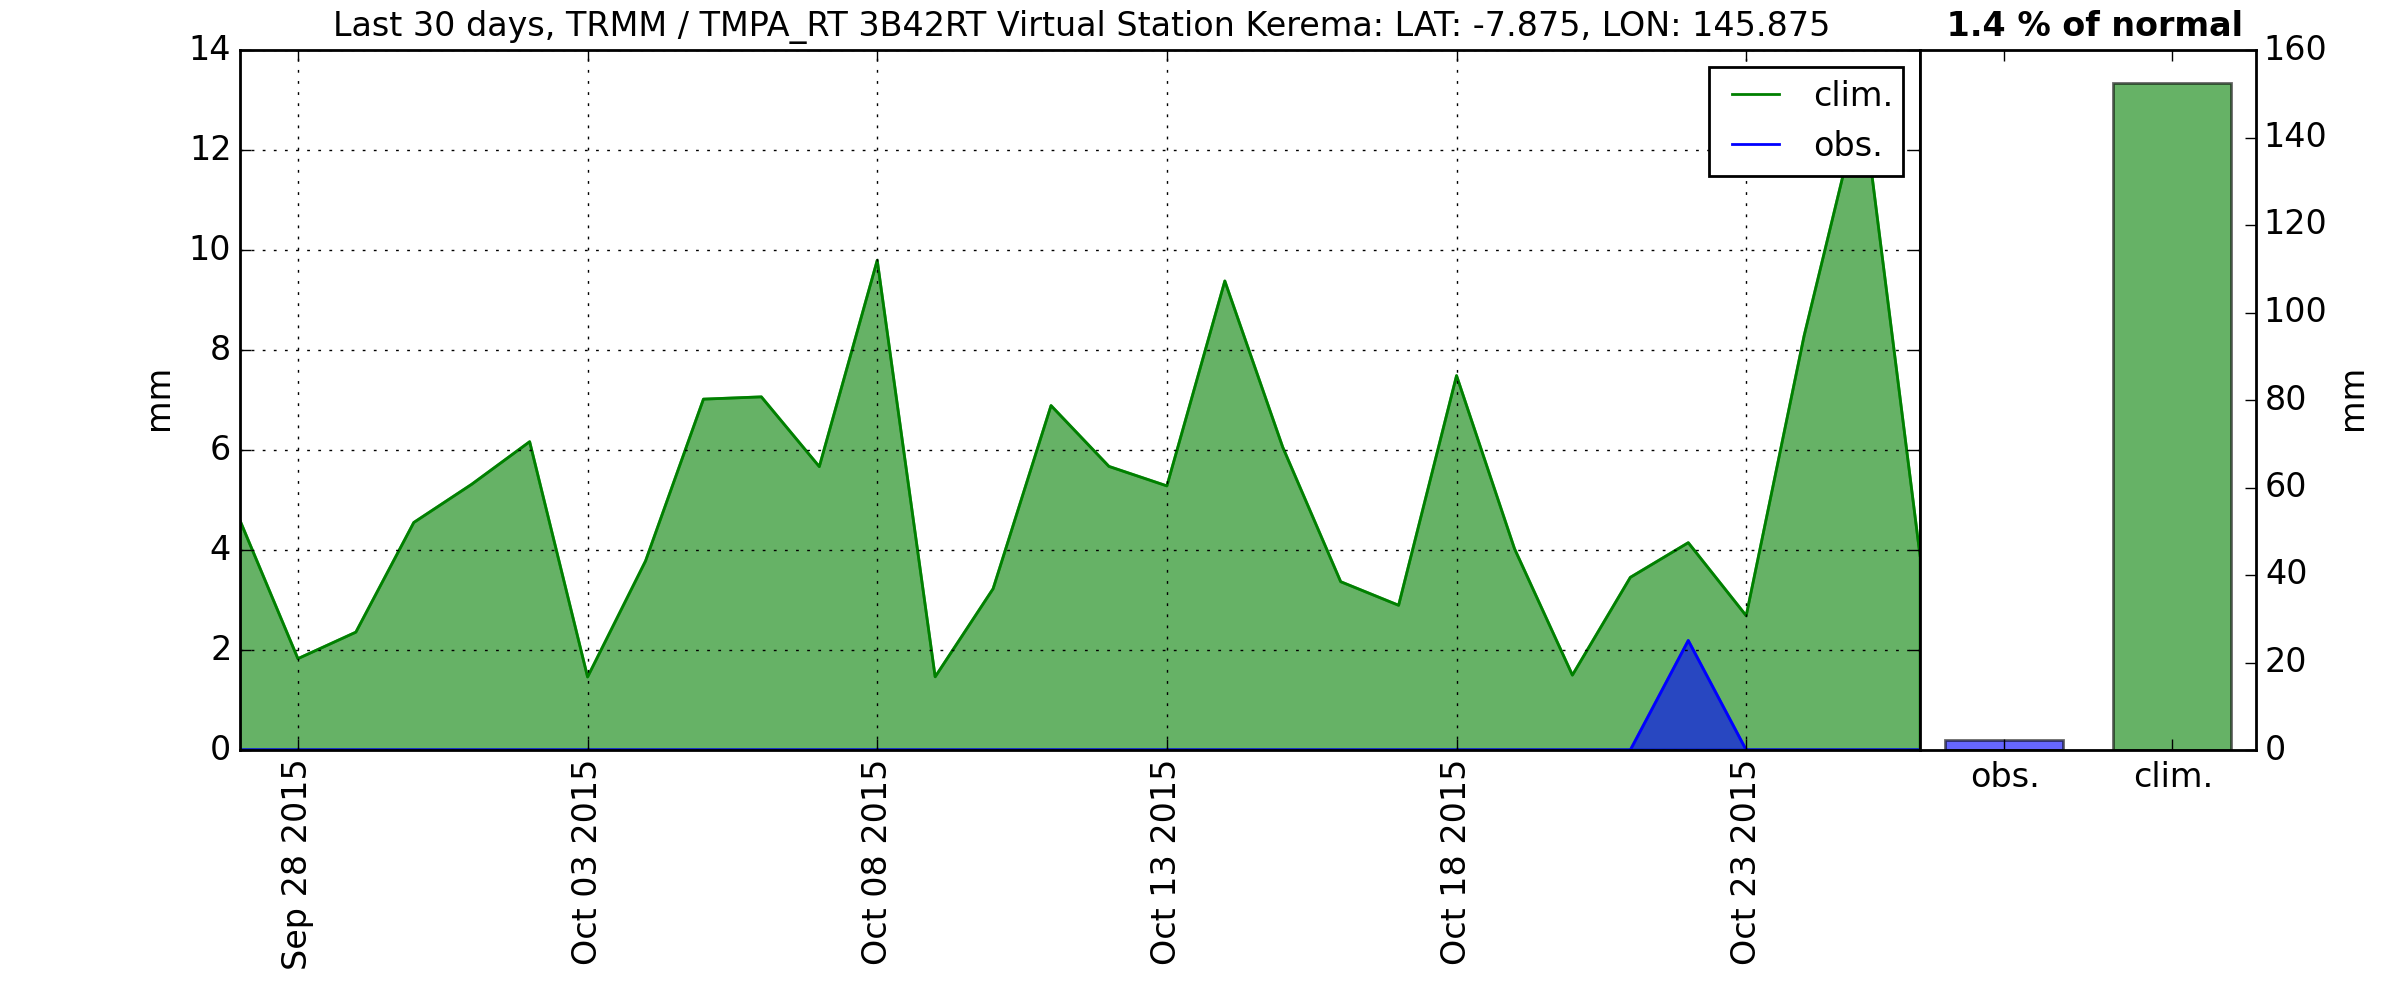 Last 30 days, TRMM / TMPA_RT 3B42RT Virtual Station Kerema: LAT: -7.875, LON: 145.875
1.4 % of normal
14
12
10
8
6
4
2
0
mm
clim.
obs.
160
140
120
100
80
60
40
20
0
mm
Sep 28 2015
Oct 03 2015
Oct 08 2015
Oct 13 2015
Oct 18 2015
Oct 23 2015
obs.
clim.